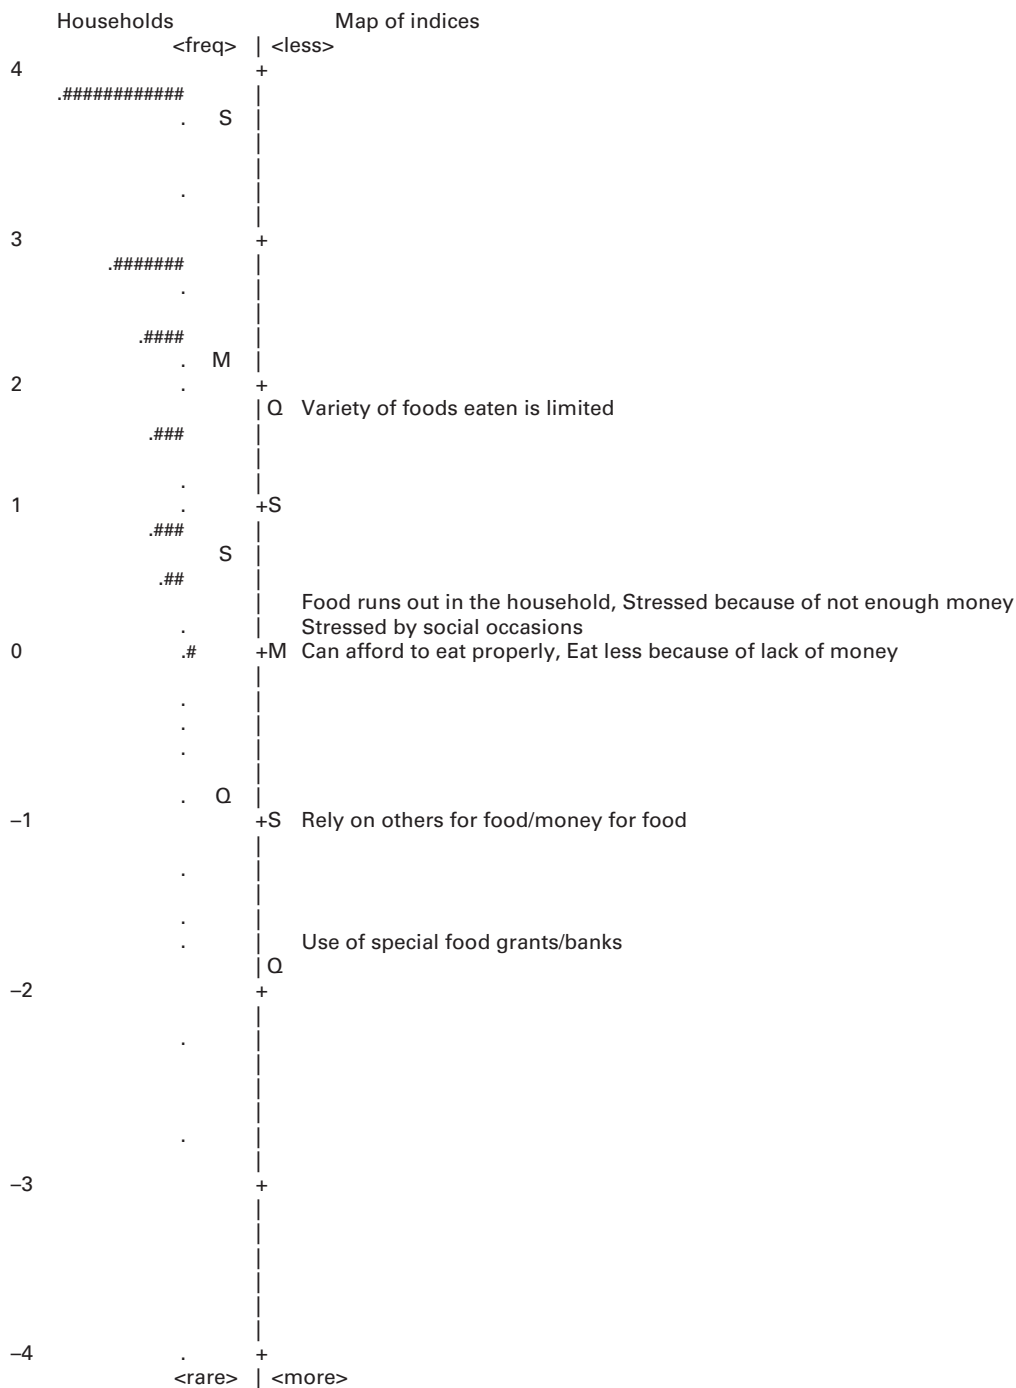 Households Map of indices
<freq> | <less>
4 +
.############ |
. S |
|
|
. |
|
3 +
.####### |
. |
|
.#### |
. M |
2 . +
|Q Variety of foods eaten is limited
.### |
|
. |
1 . +S
.### |
S |
.## |
| Food runs out in the household, Stressed because of not enough money
. | Stressed by social occasions
0 .# +M Can afford to eat properly, Eat less because of lack of money
|
. |
. |
. |
|
. Q |
–1 +S Rely on others for food/money for food
|
. |
|
. |
. | Use of special food grants/banks
|Q
–2 +
|
. |
|
|
|
. |
|
–3 +
|
|
|
|
|
|
–4 . +
<rare> | <more>